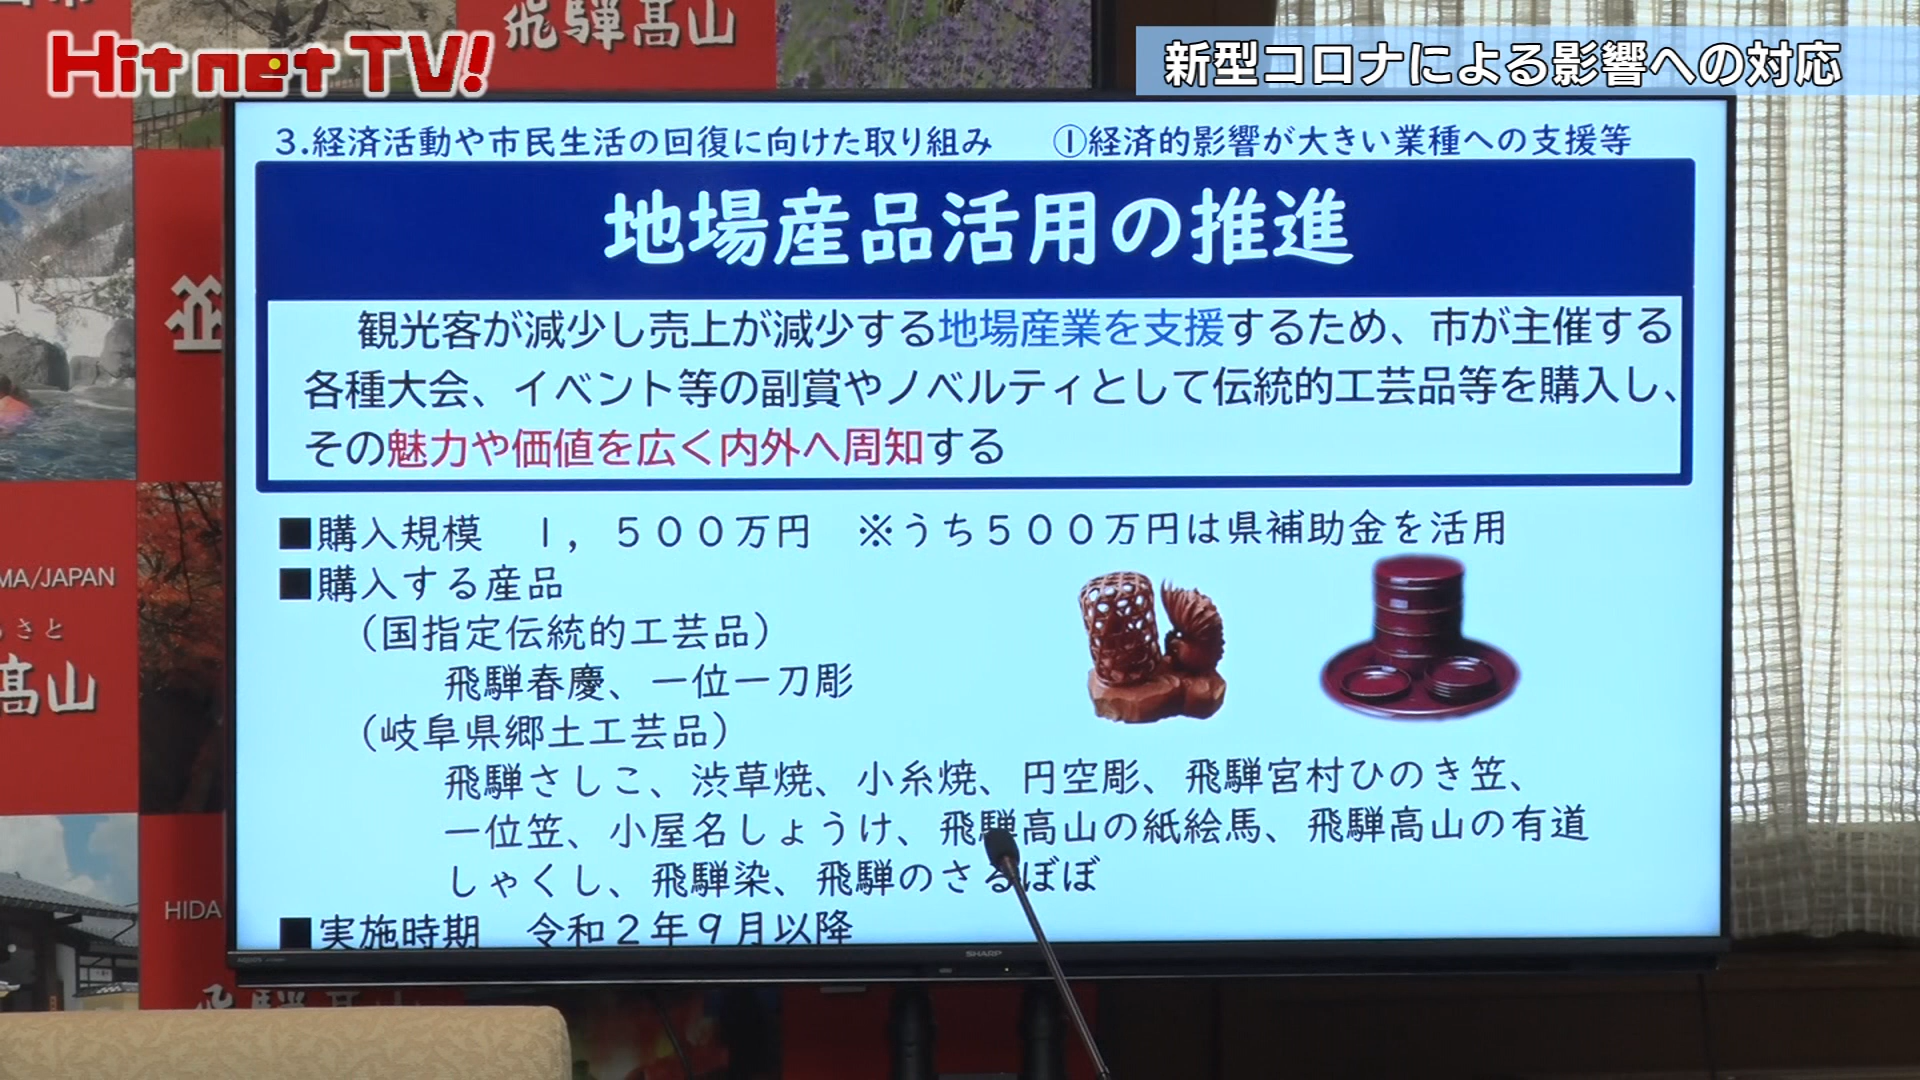 飛騨高山
Hit net TV!
新型コロナによる影響への対応
3.経済活動や市民生活の回復に向けた取り組み　①経済的影響が大きい業種への支援等
地場産品活用の推進
観光客が減少し売上が減少する地場産業を支援するため、市が主催する
各種大会、イベント等の副賞やノベルティとして伝統的工芸品等を購入し、
その魅力や価値を広く内外へ周知する
■購入規模　１，５００万円　※うち５００万円は県補助金を活用
■購入する産品
（国指定伝統的工芸品）
飛騨春慶、一位一刀彫
（岐阜県郷土工芸品）
飛騨さしこ、渋草焼、小糸焼、円空彫、飛騨宮村ひのき笠、
一位笠、小屋名しょうけ、飛騨高山の紙絵馬、飛騨高山の有道
しゃくし、飛騨染、飛騨のさるぼぼ
■実施時期　令和２年９月以降
SHARP
MA/JAPAN
さと
高山
HIDA
飛騨高山